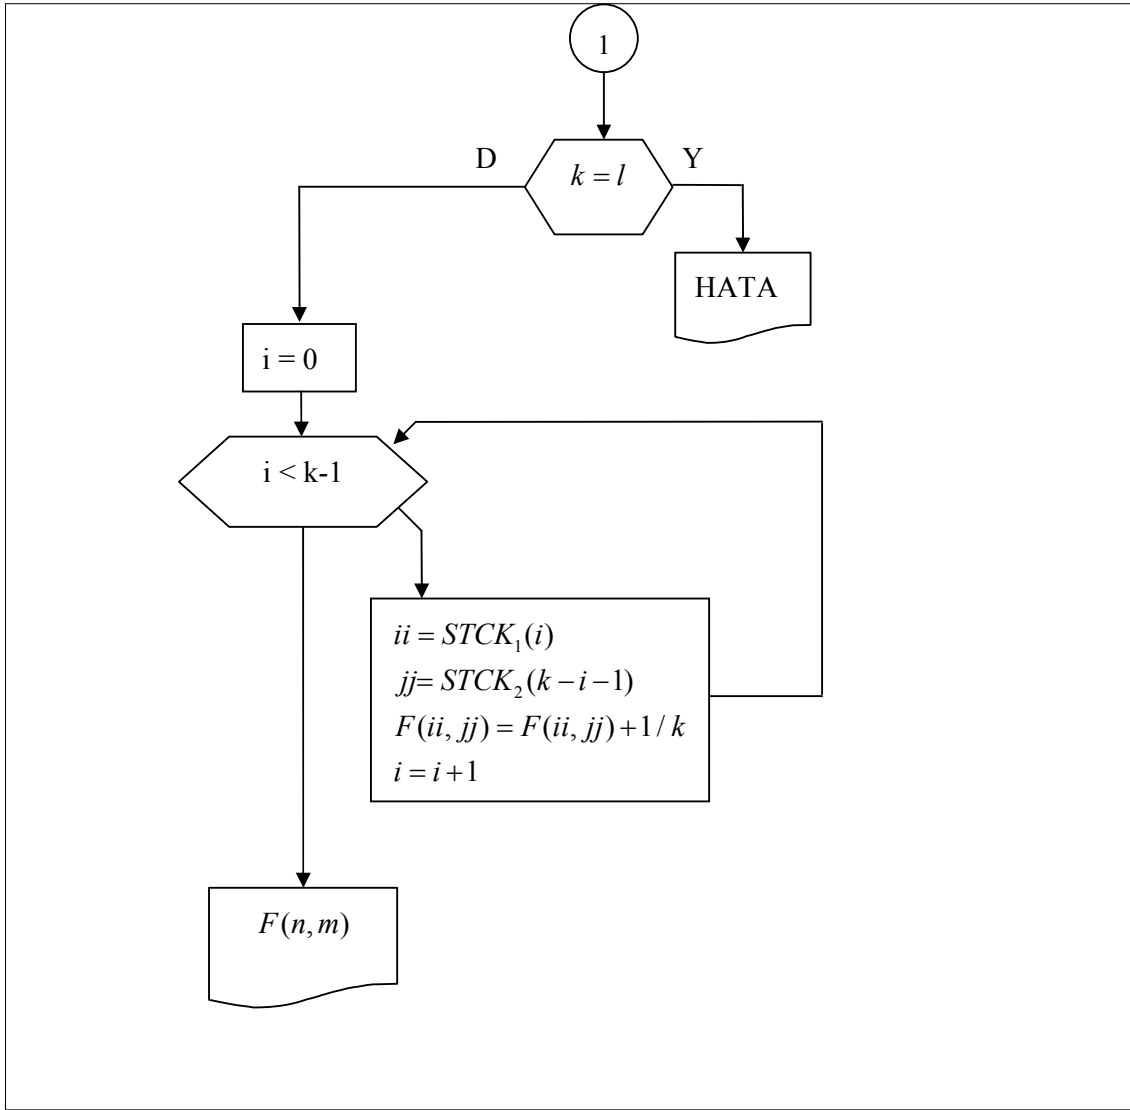 1
D
Y
k = l
HATA
i = 0
i < k-1
ii = STCK₁(i)
jj= STCK₂(k − i −1)
F(ii, jj) = F(ii, jj) +1/ k
i = i +1
F(n,m)